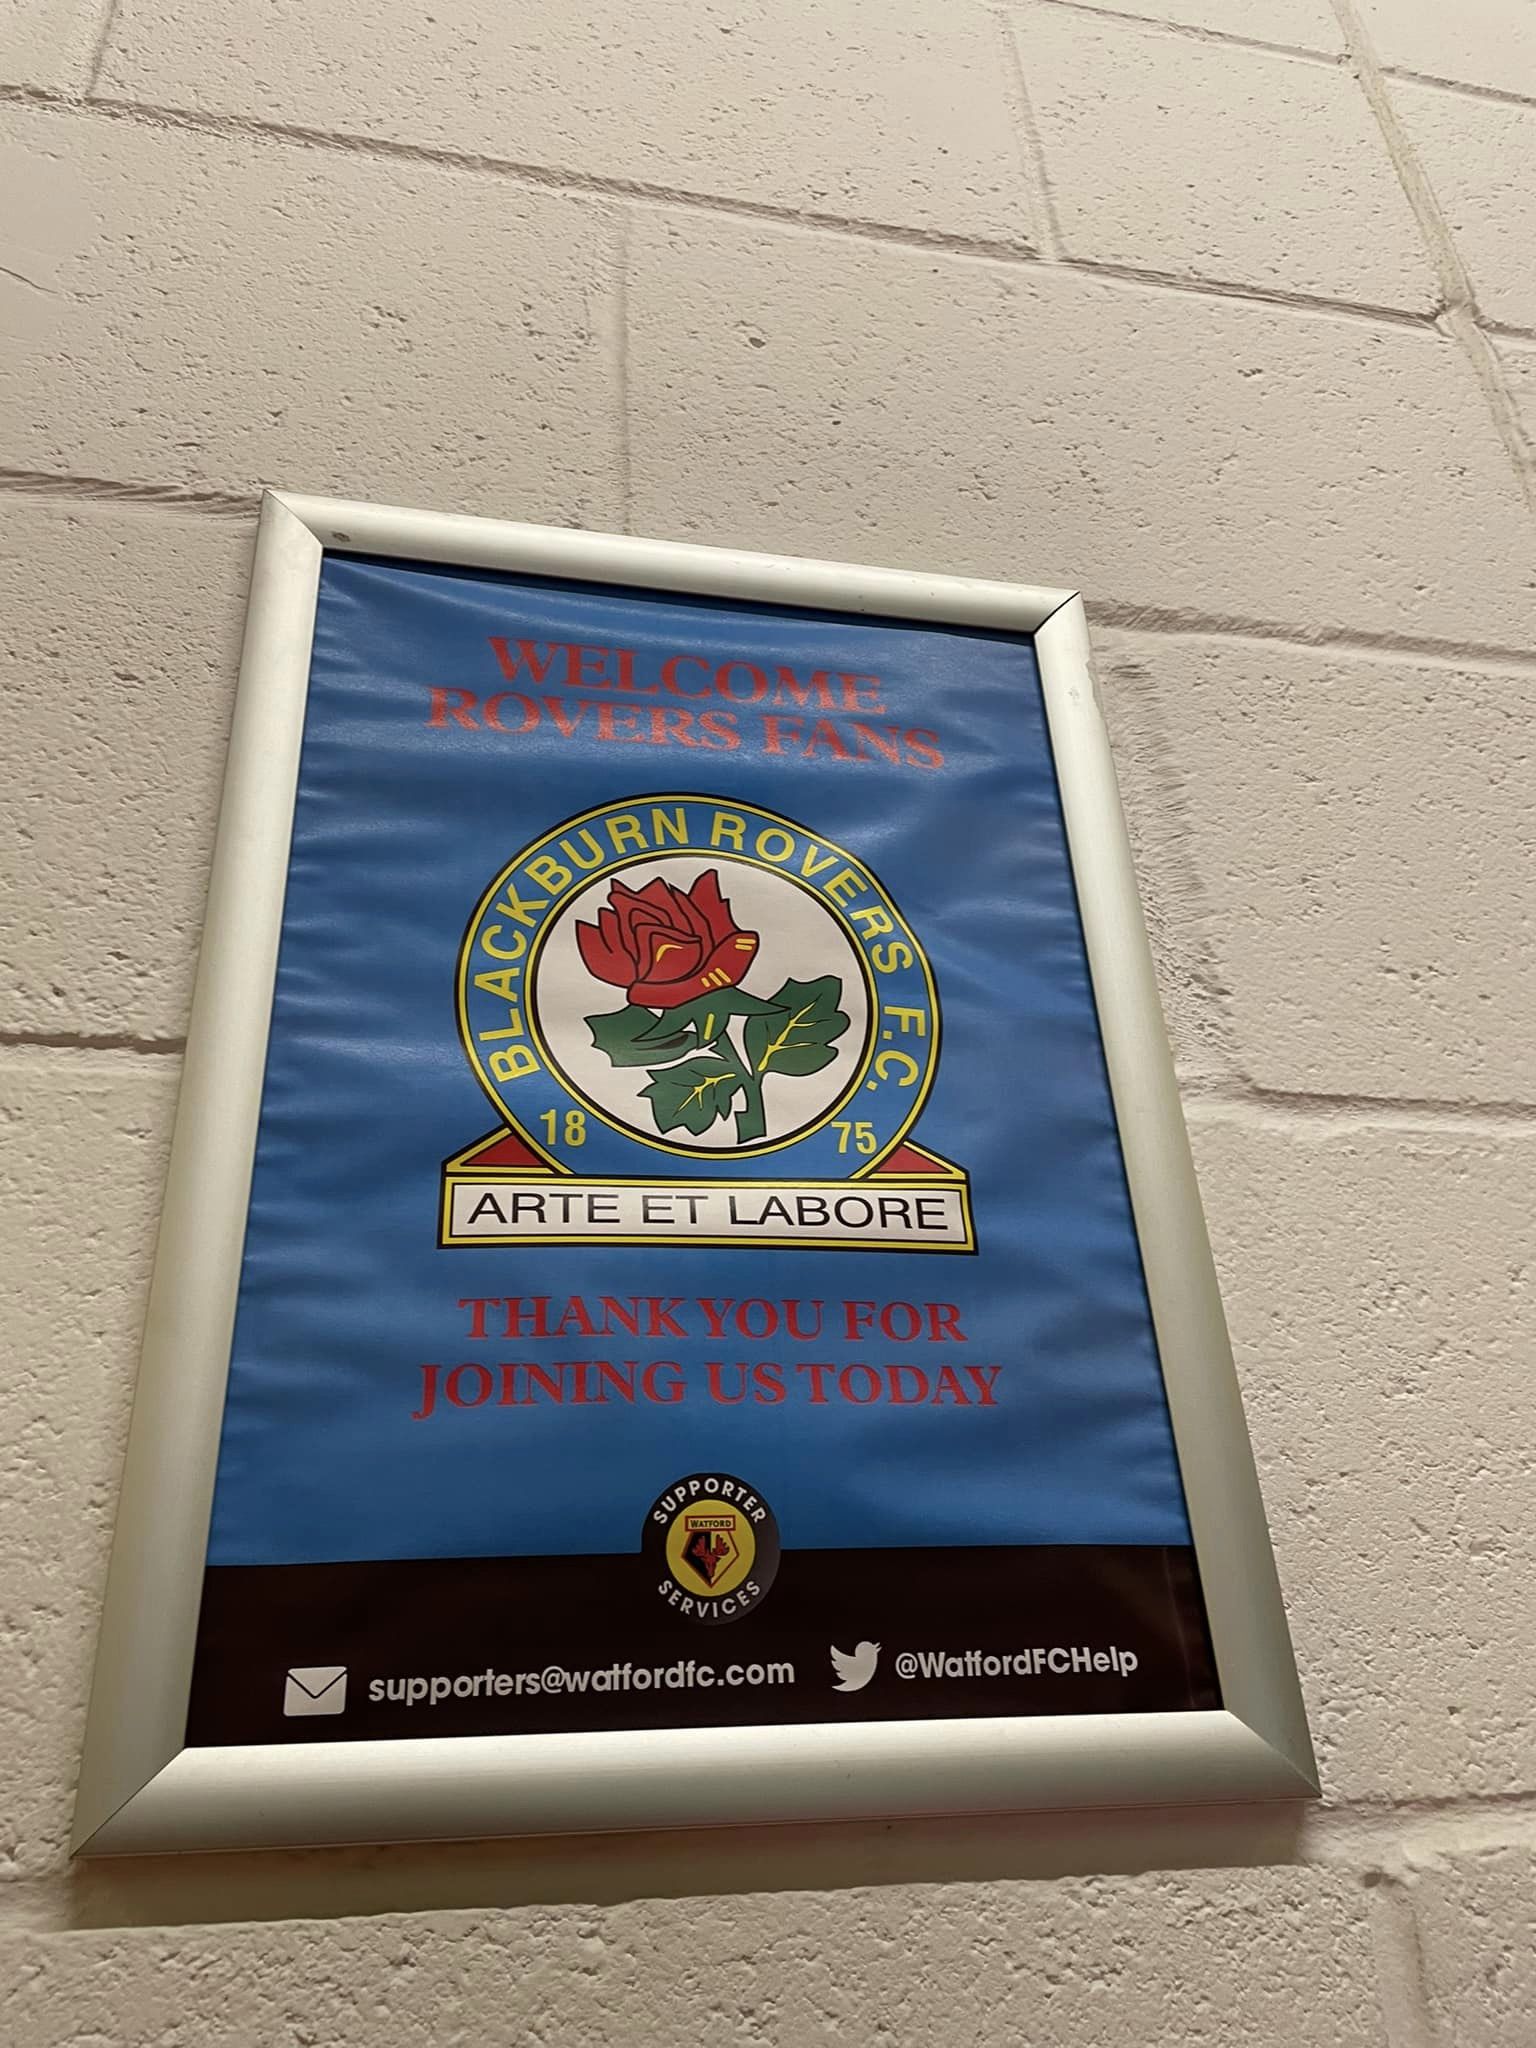 WELCOME
ROVERS FANS
BLACKBURN ROVERS F.C.
18 75
ARTE ET LABORE
THANK YOU FOR
JOINING US TODAY
SUPPORTER
WATFORD
SERVICES
supporters@watfordfc.com @WatfordFCHelp